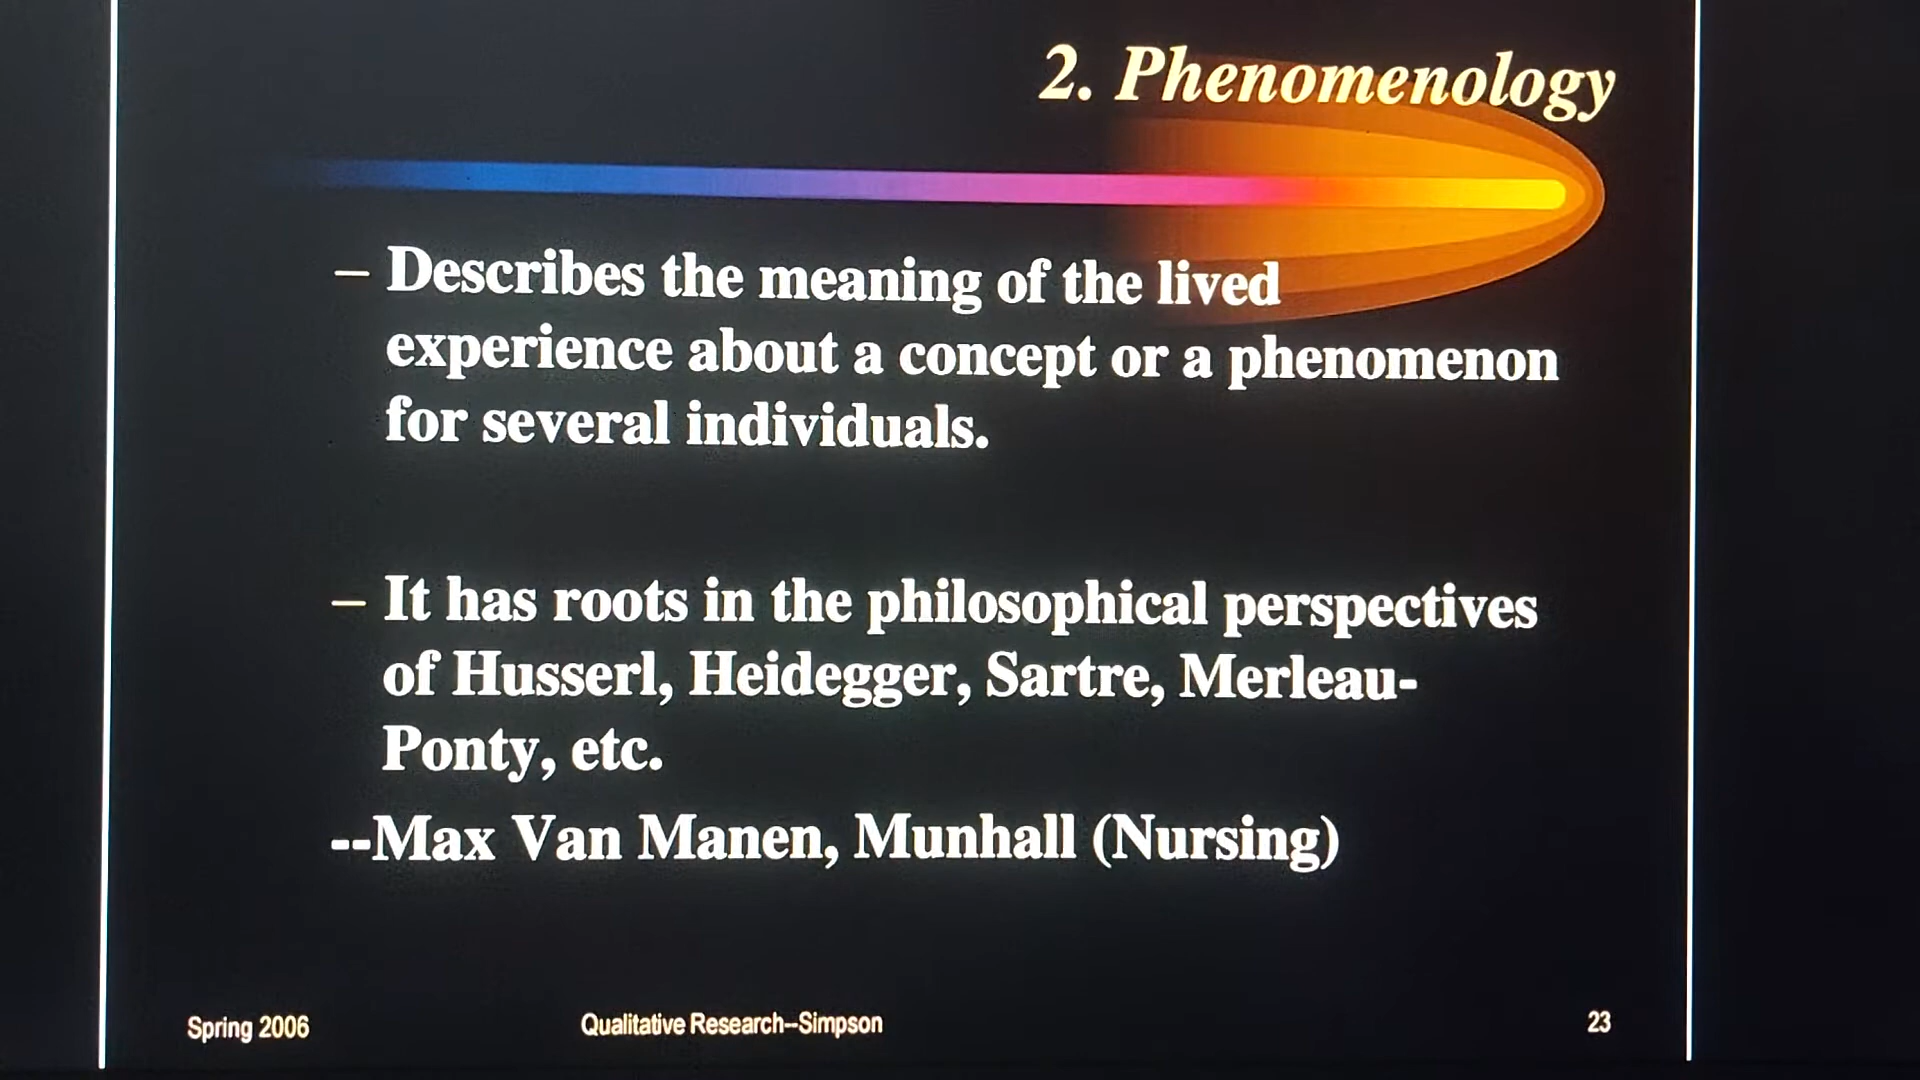 2. Phenomenology
– Describes the meaning of the lived
experience about a concept or a phenomenon
for several individuals.
– It has roots in the philosophical perspectives
of Husserl, Heidegger, Sartre, Merleau-
Ponty, etc.
--Max Van Manen, Munhall (Nursing)
Spring 2006
Qualitative Research--Simpson
23